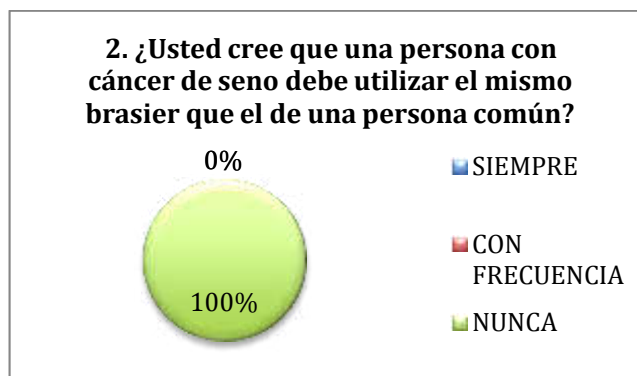 2. ¿Usted cree que una persona con
cáncer de seno debe utilizar el mismo
brasier que el de una persona común?
0%
100%
SIEMPRE
CON
FRECUENCIA
NUNCA